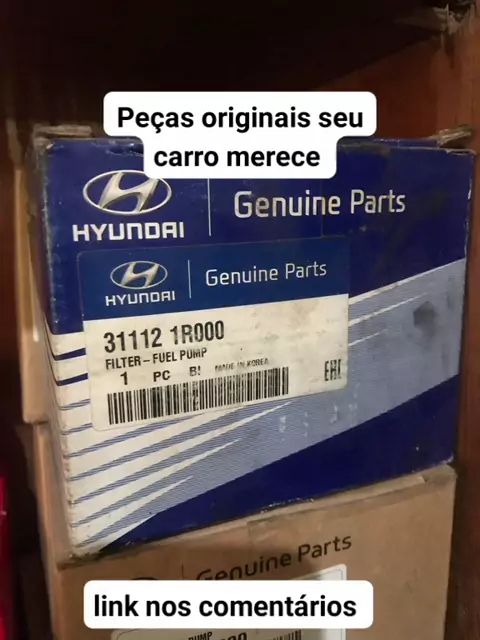 Peças originais seu
carro merece
HYUNDAI
Genuine Parts
HYUNDAI
Genuine Parts
31112 1R000
FILTER-FUEL PUMP
1 PC B! MADE IN KOREA
EAC
Genuine Parts
link nos comentários
PUMP